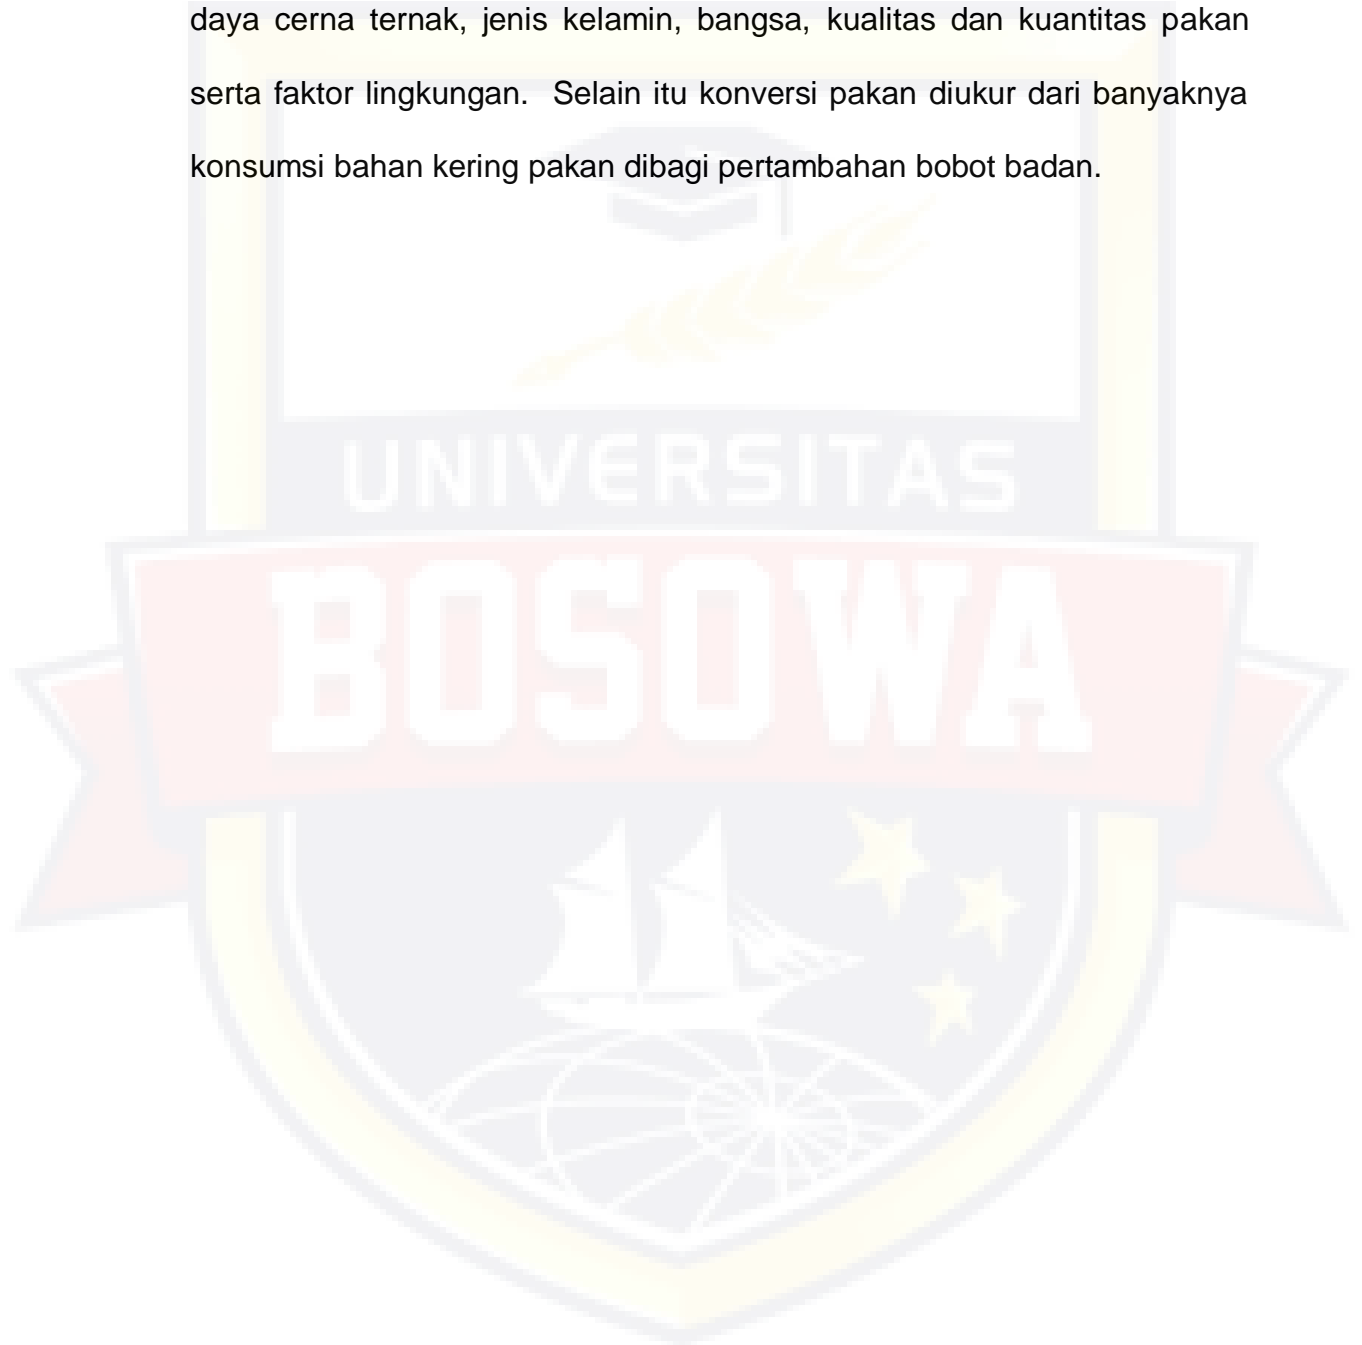 daya cerna ternak, jenis kelamin, bangsa, kualitas dan kuantitas pakan
serta faktor lingkungan.  Selain itu konversi pakan diukur dari banyaknya
konsumsi bahan kering pakan dibagi pertambahan bobot badan.
UNIVERSITAS
BOSOWA